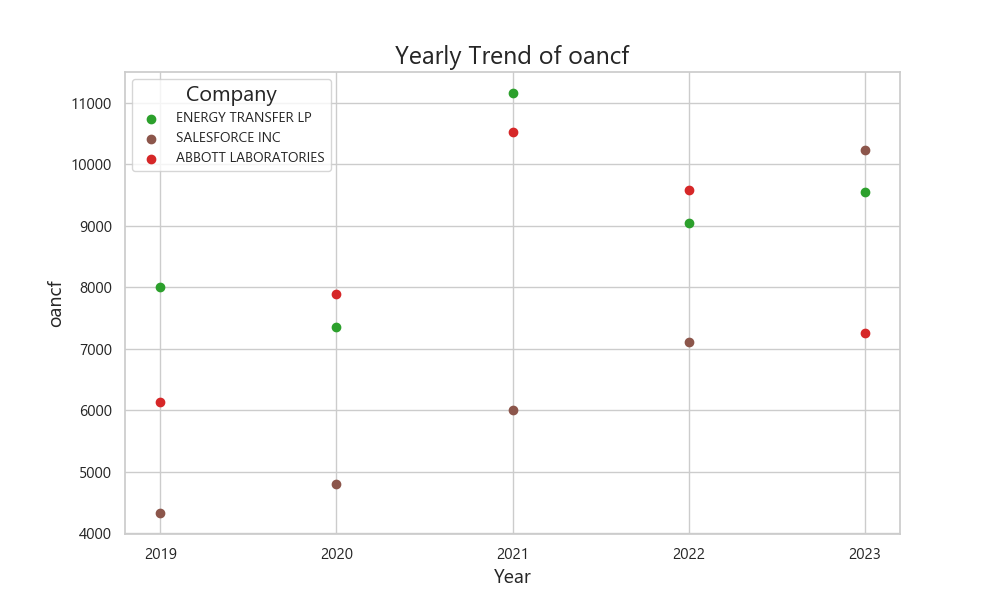 Yearly Trend of oancf
Company
ENERGY TRANSFER LP
SALESFORCE INC
ABBOTT LABORATORIES
11000
10000
9000
8000
7000
6000
5000
4000
oancf
2019 2020 2021 2022 2023
Year